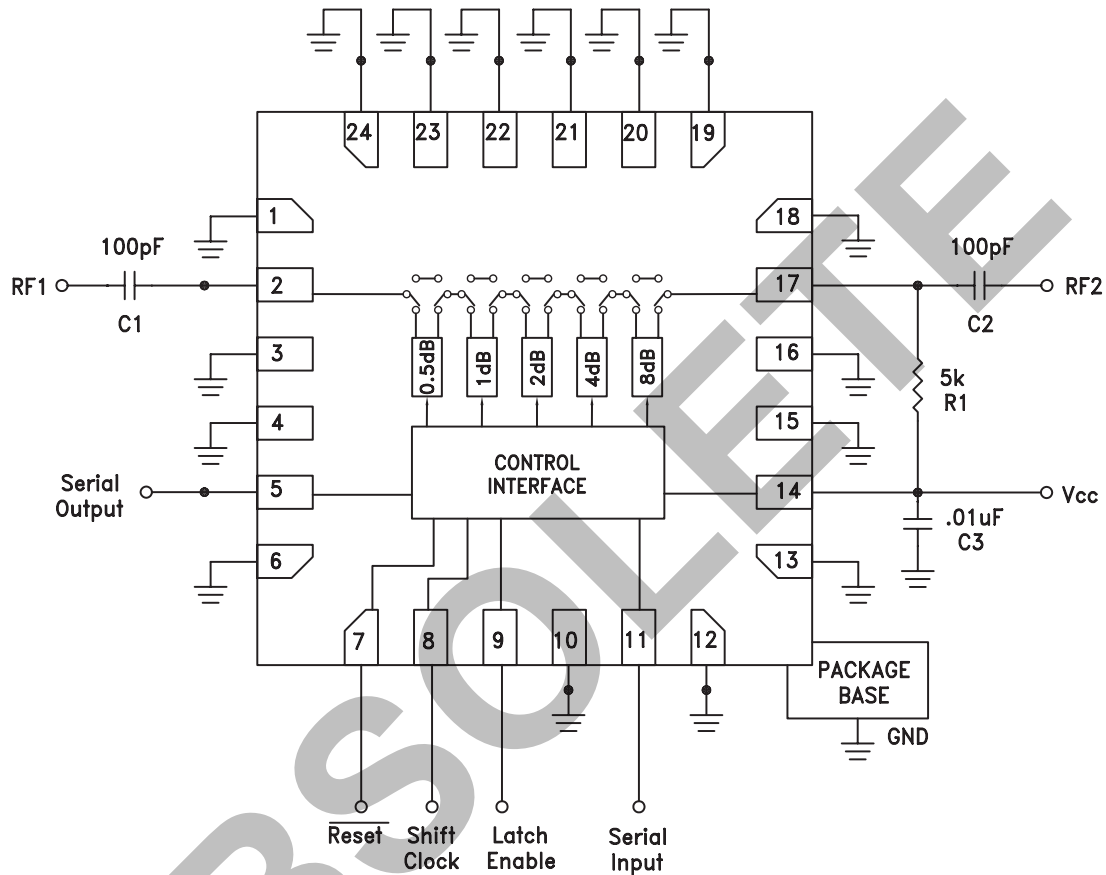 24
23
22
21
20
19
1
18
100pF
100pF
RF1
2
17
RF2
C1
C2
3
16
0.5dB
1dB
2dB
4dB
8dB
5k
R1
4
15
CONTROL
INTERFACE
Serial
Output
5
14
Vcc
.01uF
C3
6
13
7
8
9
10
11
12
PACKAGE
BASE
GND
Reset
Shift
Clock
Latch
Enable
Serial
Input
BSOLETE